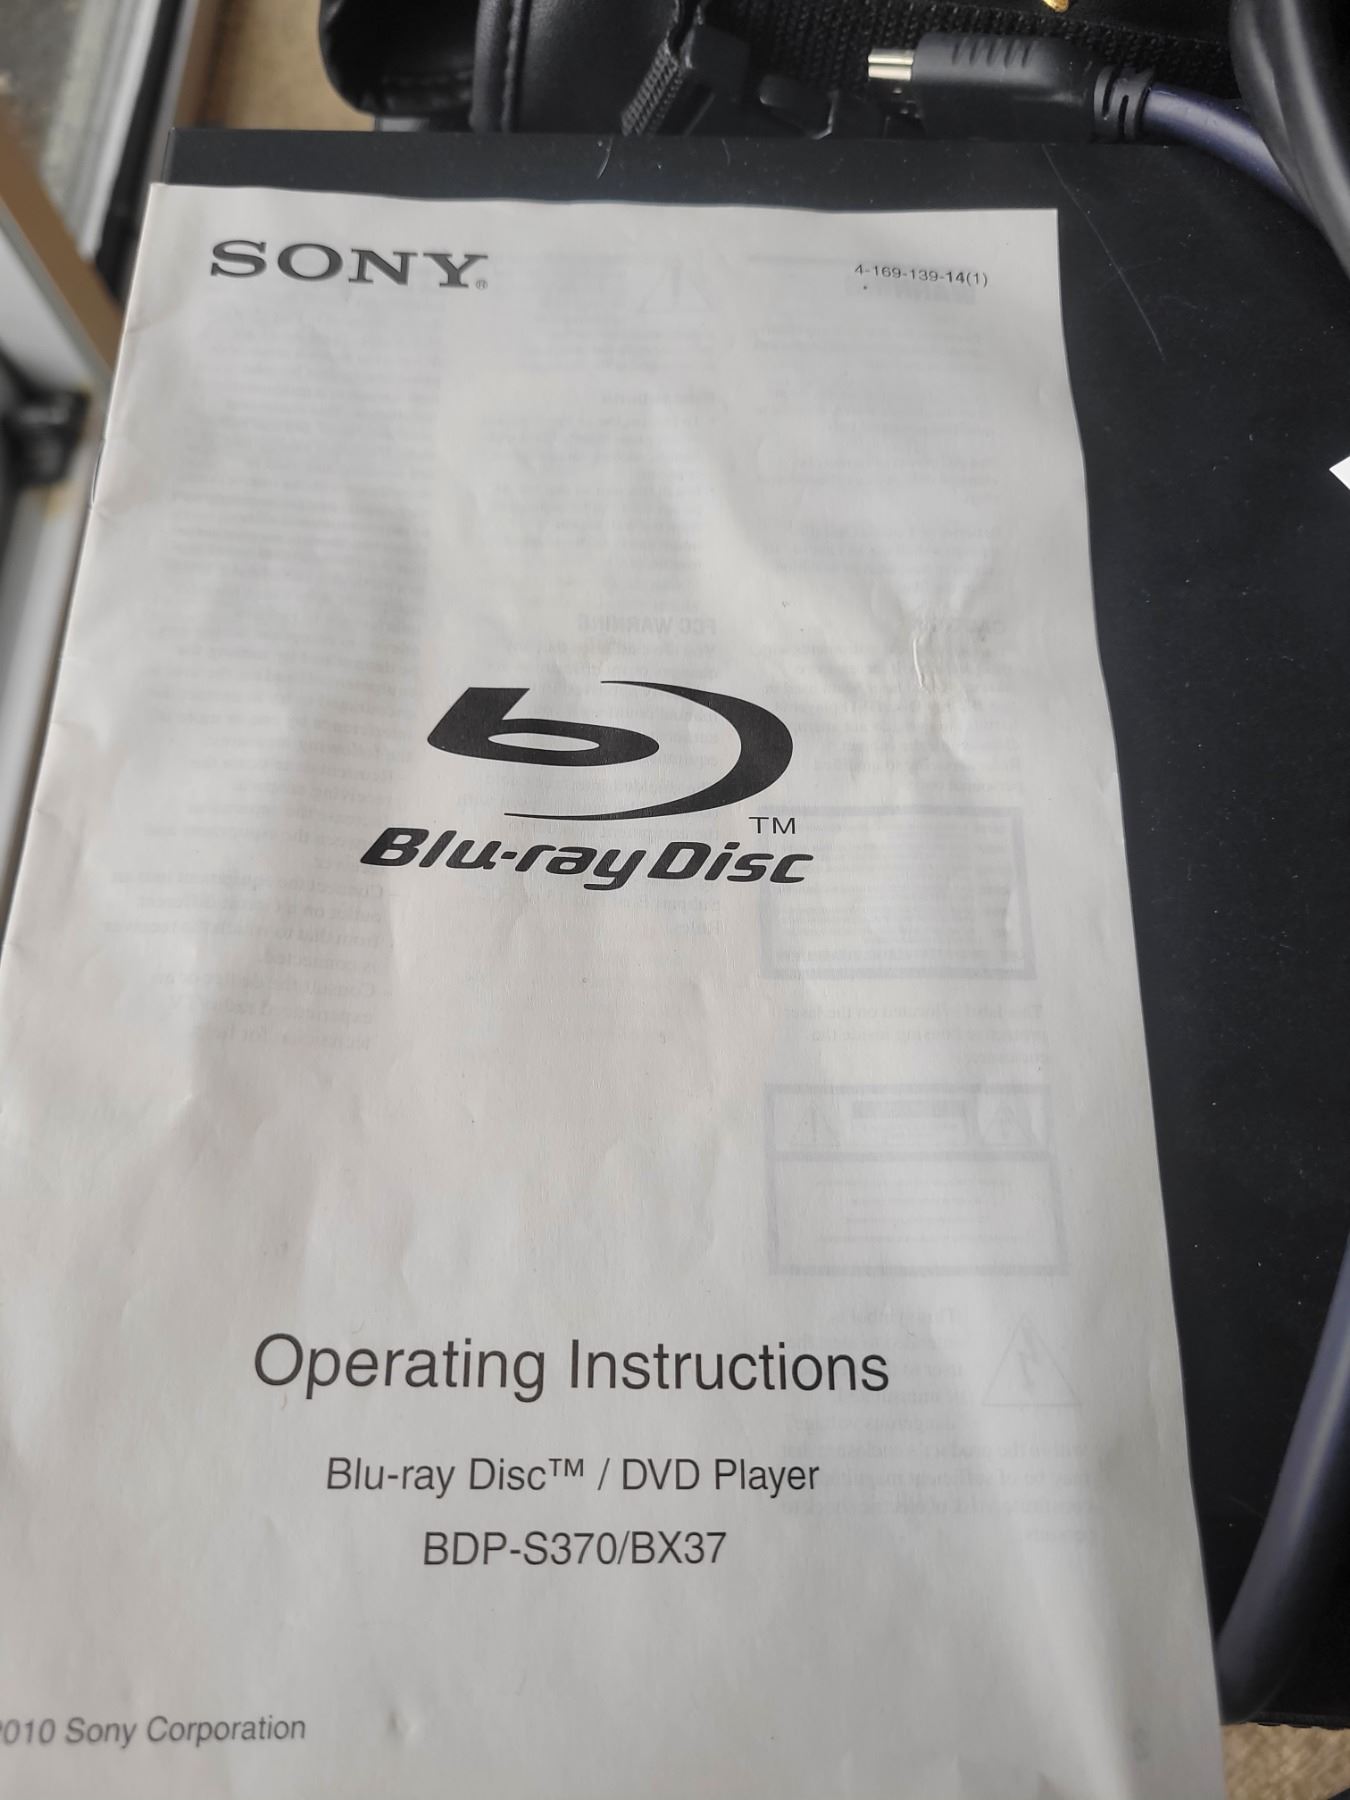 SONY®
4-169-139-14(1)
TM
Blu-ray Disc
Operating Instructions
Blu-ray Disc™ / DVD Player
BDP-S370/BX37
2010 Sony Corporation